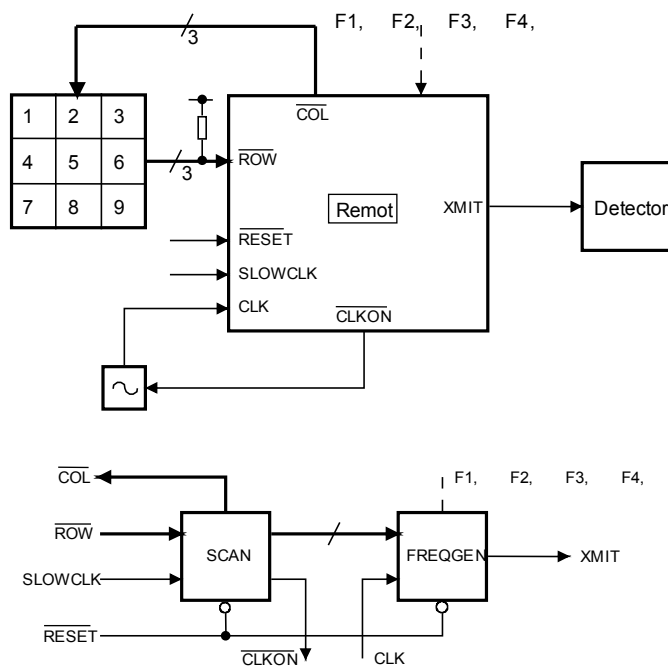 F1, F2, F3, F4,
3
COL
1 2 3
4 5 6
7 8 9
3
ROW
Remot
XMIT
Detector
RESET
SLOWCLK
CLK
CLKON
COL
F1, F2, F3, F4,
ROW
SCAN
FREQGEN
XMIT
SLOWCLK
RESET
CLKON
CLK